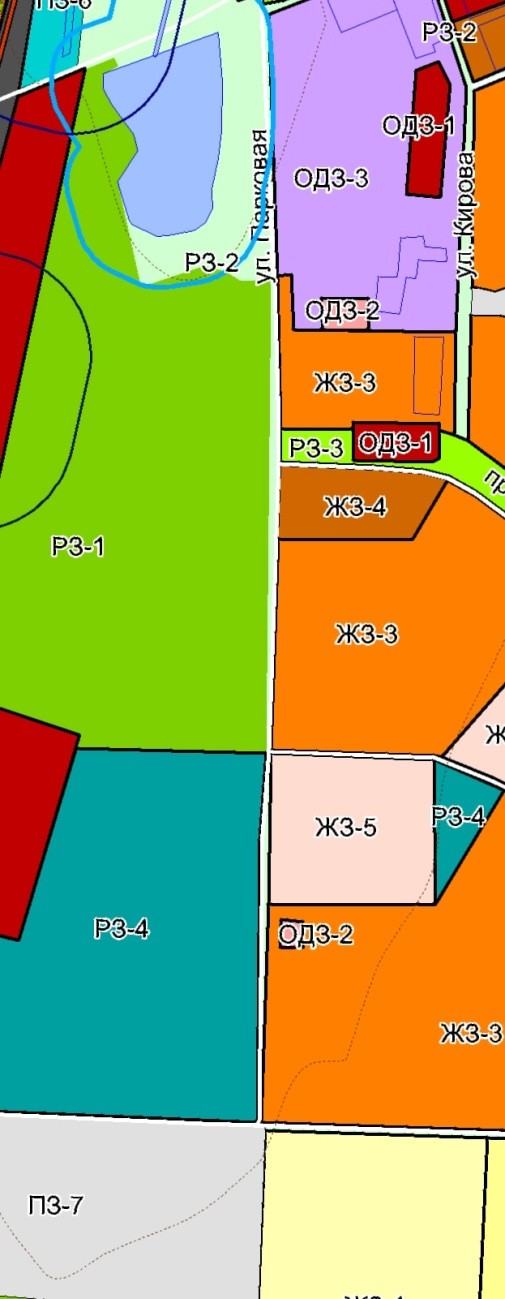 ПЗ-6
РЗ-2
ОДЗ-1
ул. Парковая
ОДЗ-3
ул. Кирова
РЗ-2
ОДЗ-2
ЖЗ-3
РЗ-3
ОДЗ-1
пр
ЖЗ-4
РЗ-1
ЖЗ-3
Ж
ЖЗ-5
РЗ-4
РЗ-4
ОДЗ-2
ЖЗ-3
ПЗ-7